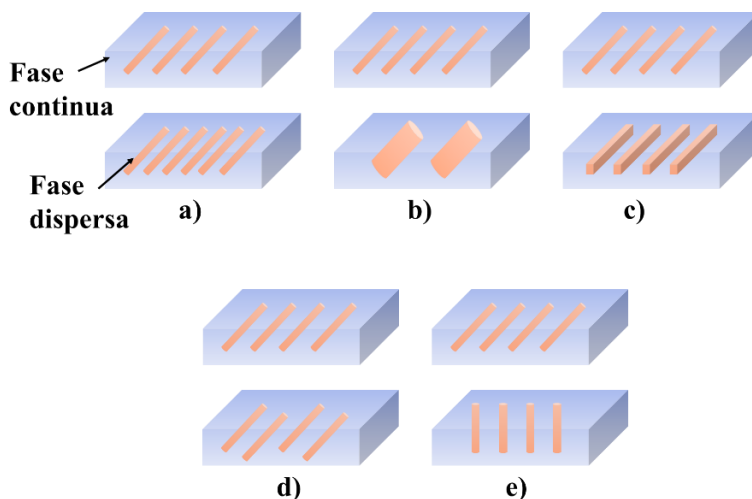 Fase
continua
Fase
dispersa
a)
b)
c)
d)
e)